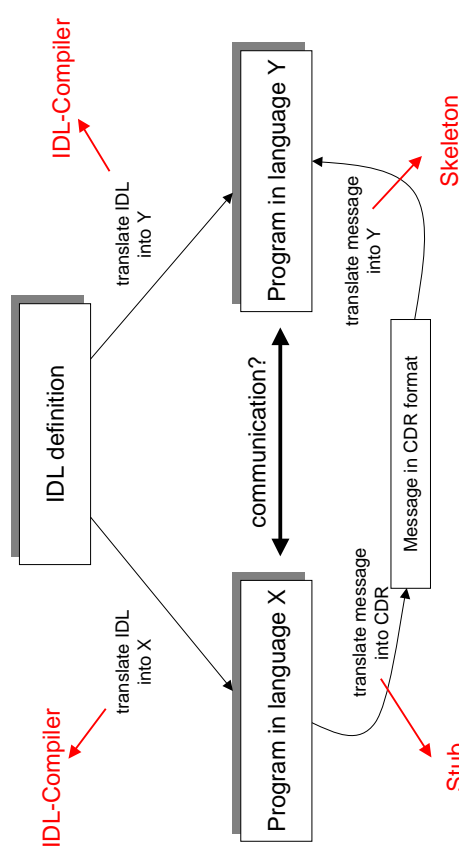 IDL-Compiler
IDL-Compiler
IDL definition
translate IDL
into X
translate IDL
into Y
Program in language X
communication?
Program in language Y
translate message
into CDR
translate message
into Y
Message in CDR format
Stub
Skeleton